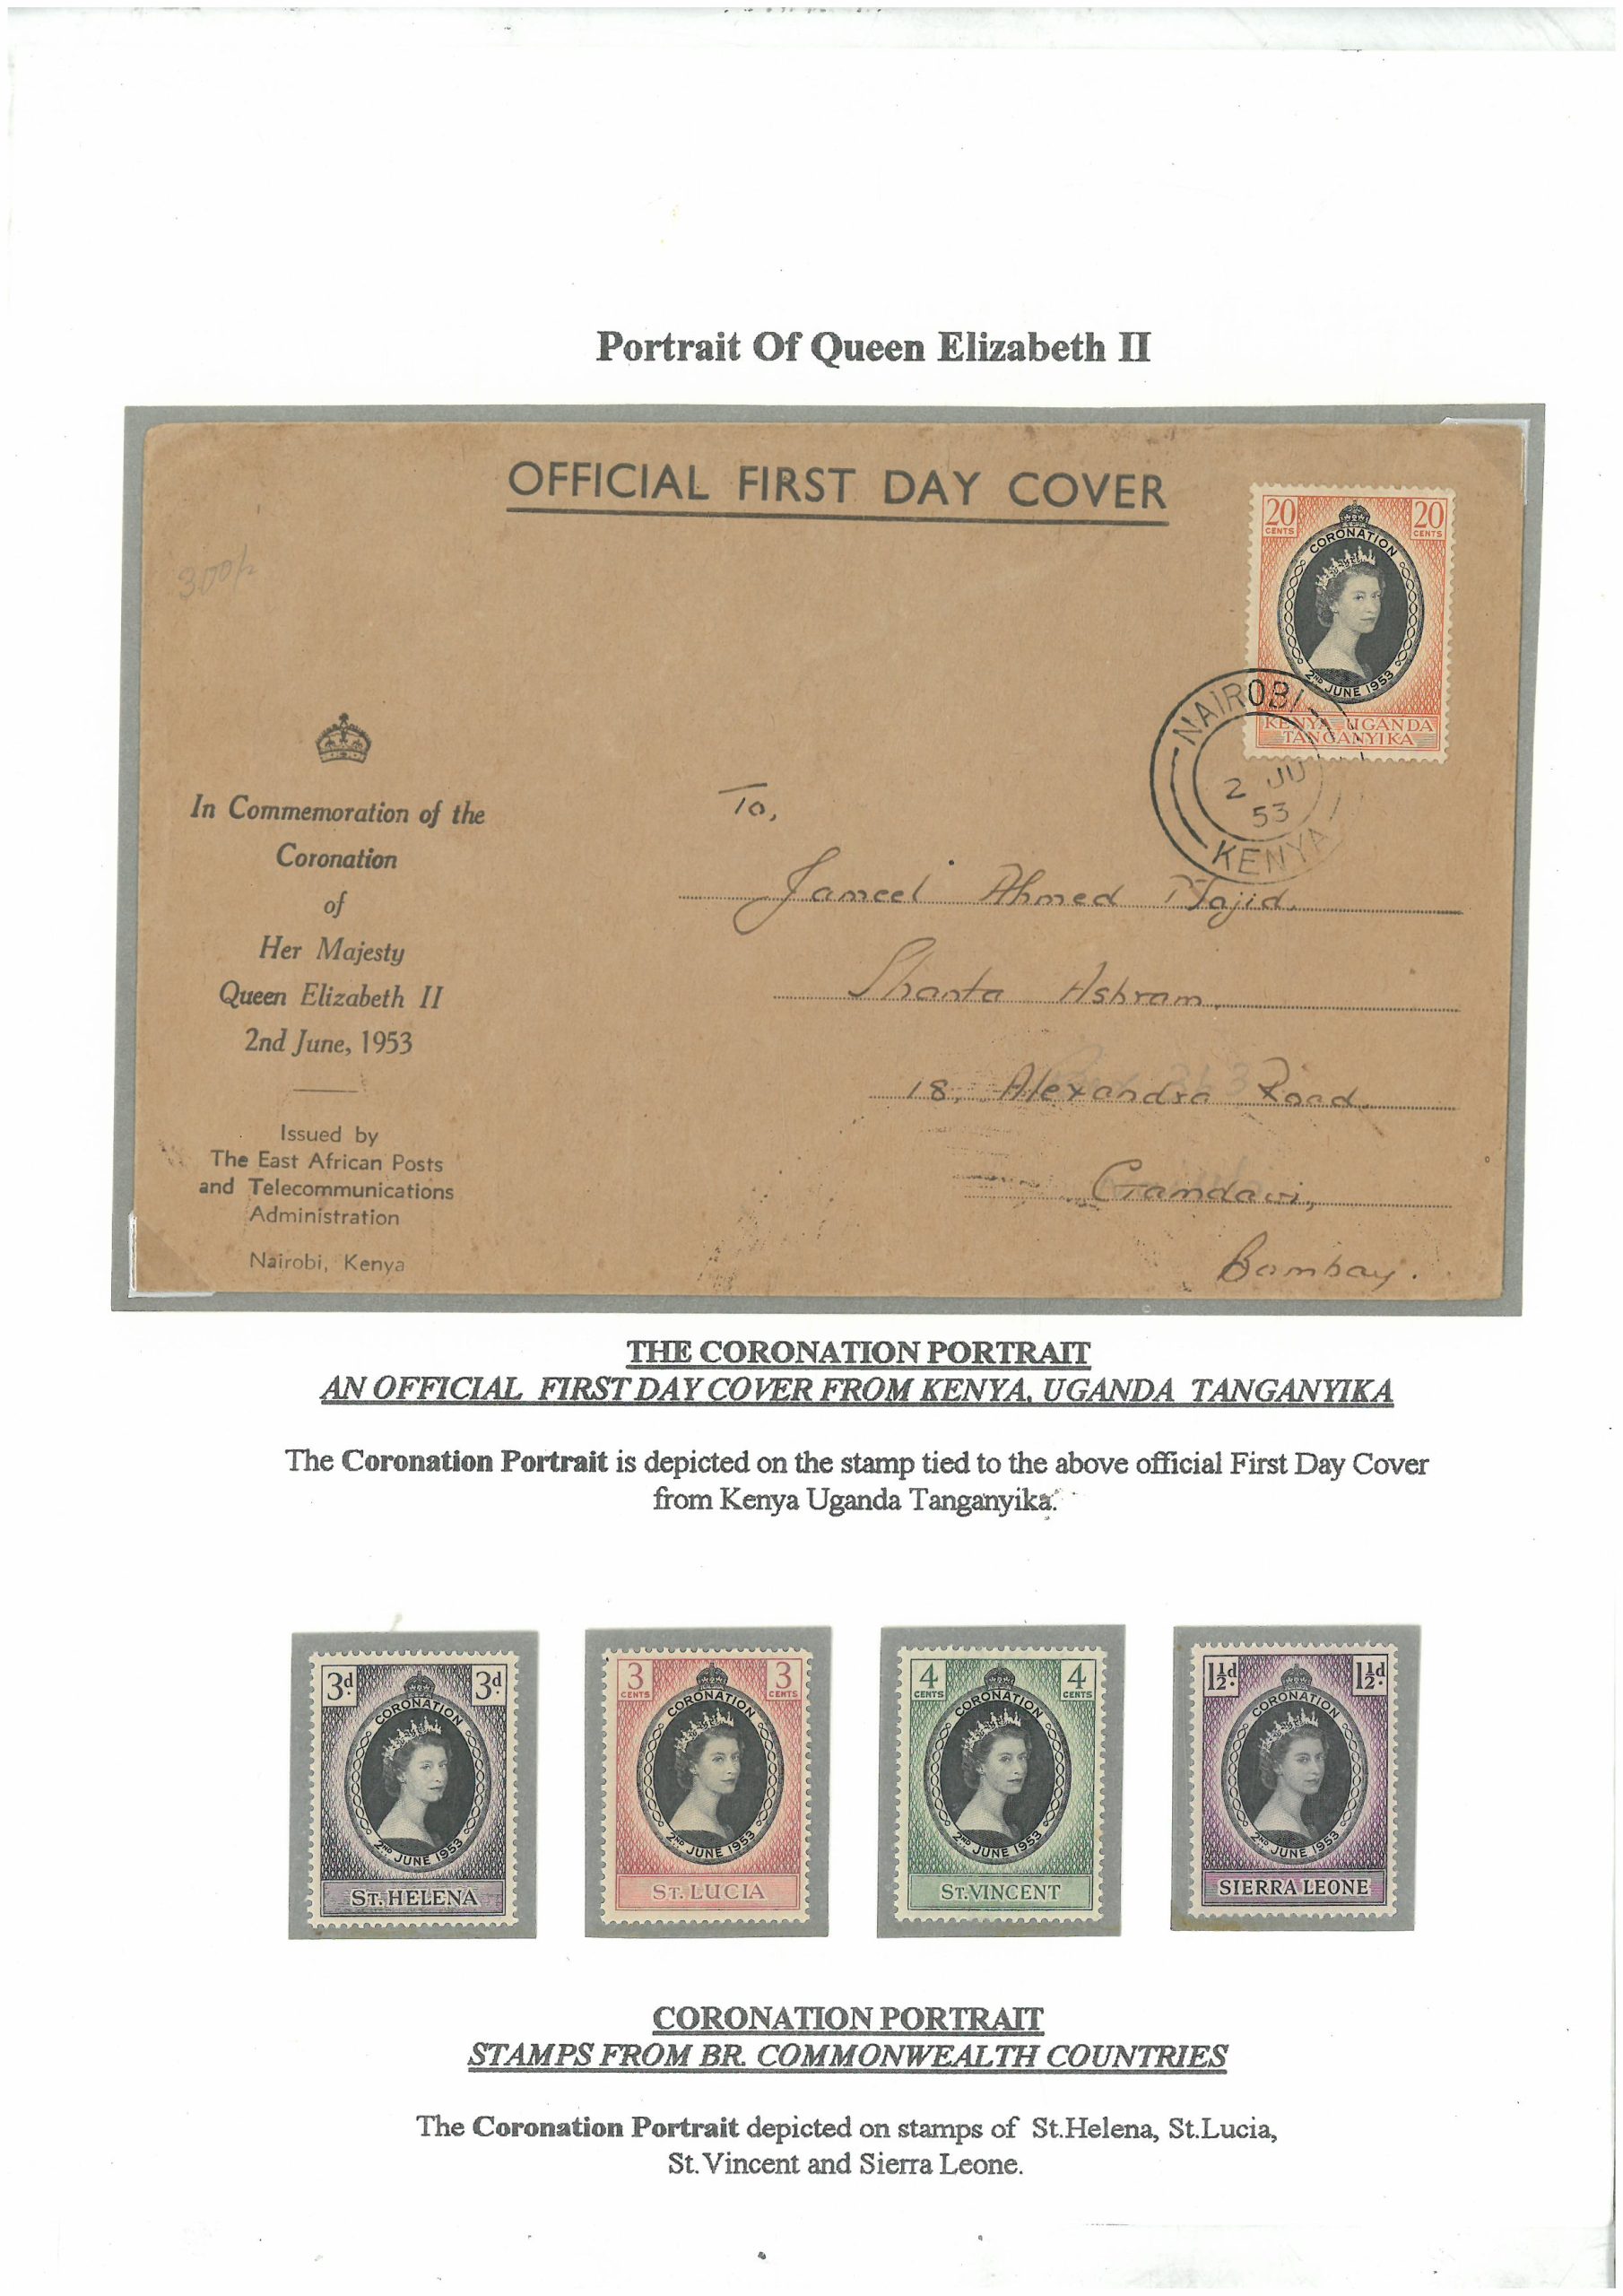 Portrait Of Queen Elizabeth II
OFFICIAL FIRST DAY COVER
20 CENTS 20 CENTS
CORONATION
2ND JUNE 1953
KENYA UGANDA
TANGANYIKA
NAIROBI
2 JU
53
KENYA
In Commemoration of the
Coronation
of
Her Majesty
Queen Elizabeth II
2nd June, 1953
Issued by
The East African Posts
and Telecommunications
Administration
Nairobi, Kenya
To,
Jameel Ahmed Majid.
Shanta Ashram,
18, Alexandra Road.
Gamdavi,
Bombay.
THE CORONATION PORTRAIT
AN OFFICIAL FIRST DAY COVER FROM KENYA, UGANDA TANGANYIKA
The Coronation Portrait is depicted on the stamp tied to the above official First Day Cover
from Kenya Uganda Tanganyika.
3d. 3d.
CORONATION
2ND JUNE 1953
ST. HELENA
3 CENTS 3 CENTS
CORONATION
2ND JUNE 1953
ST. LUCIA
4 CENTS 4 CENTS
CORONATION
2ND JUNE 1953
ST. VINCENT
1½d. 1½d.
CORONATION
2ND JUNE 1953
SIERRA LEONE
CORONATION PORTRAIT
STAMPS FROM BR. COMMONWEALTH COUNTRIES
The Coronation Portrait depicted on stamps of St.Helena, St.Lucia,
St.Vincent and Sierra Leone.